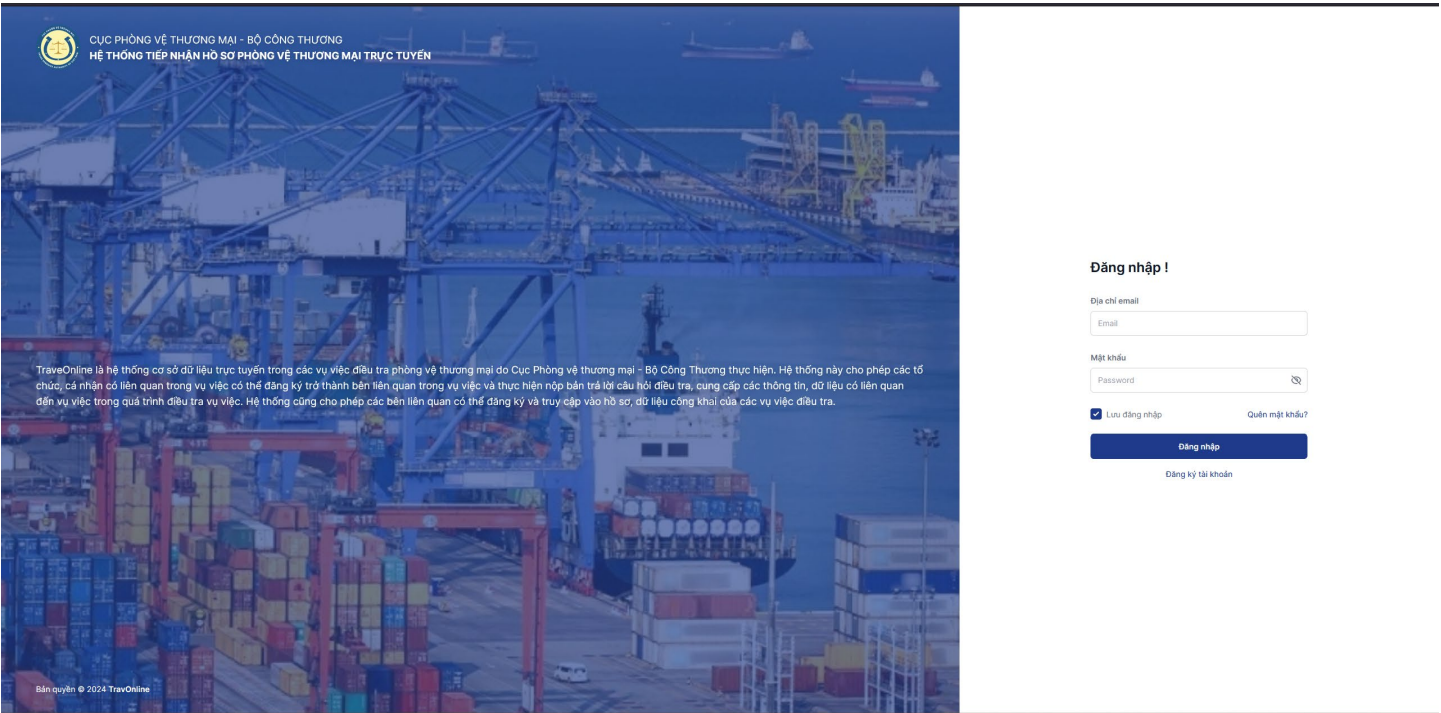 CỤC PHÒNG VỆ THƯƠNG MẠI - BỘ CÔNG THƯƠNG
HỆ THỐNG TIẾP NHẬN HỒ SƠ PHÒNG VỆ THƯƠNG MẠI TRỰC TUYẾN
TraveOnline là hệ thống cơ sở dữ liệu trực tuyến trong các vụ việc điều tra phòng vệ thương mại do Cục Phòng vệ thương mại - Bộ Công Thương thực hiện. Hệ thống này cho phép các tổ
chức, cá nhân có liên quan trong vụ việc có thể đăng ký trở thành bên liên quan trong vụ việc và thực hiện nộp bản trả lời câu hỏi điều tra, cung cấp các thông tin, dữ liệu có liên quan
đến vụ việc trong quá trình điều tra vụ việc. Hệ thống cũng cho phép các bên liên quan có thể đăng ký và truy cập vào hồ sơ, dữ liệu công khai của các vụ việc điều tra.
Bản quyền © 2024 TravOnline
Đăng nhập !
Địa chỉ email
Email
Mật khẩu
Password
Lưu đăng nhập
Quên mật khẩu?
Đăng nhập
Đăng ký tài khoản